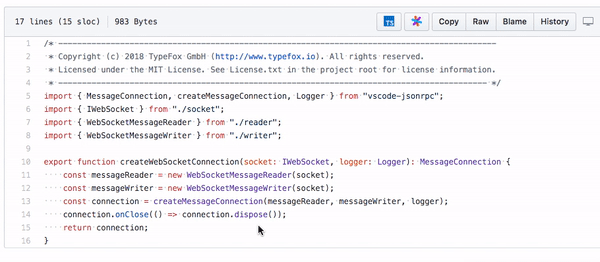 17 lines (15 sloc) 983 Bytes
TS Copy Raw Blame History
1 /* --------------------------------------------------------------------------------------------
2  * Copyright (c) 2018 TypeFox GmbH (http://www.typefox.io). All rights reserved.
3  * Licensed under the MIT License. See License.txt in the project root for license information.
4  * ------------------------------------------------------------------------------------------ */
5 import { MessageConnection, createMessageConnection, Logger } from "vscode-jsonrpc";
6 import { IWebSocket } from "./socket";
7 import { WebSocketMessageReader } from "./reader";
8 import { WebSocketMessageWriter } from "./writer";
9
10 export function createWebSocketConnection(socket: IWebSocket, logger: Logger): MessageConnection {
11     const messageReader = new WebSocketMessageReader(socket);
12     const messageWriter = new WebSocketMessageWriter(socket);
13     const connection = createMessageConnection(messageReader, messageWriter, logger);
14     connection.onClose(() => connection.dispose());
15     return connection;
16 }